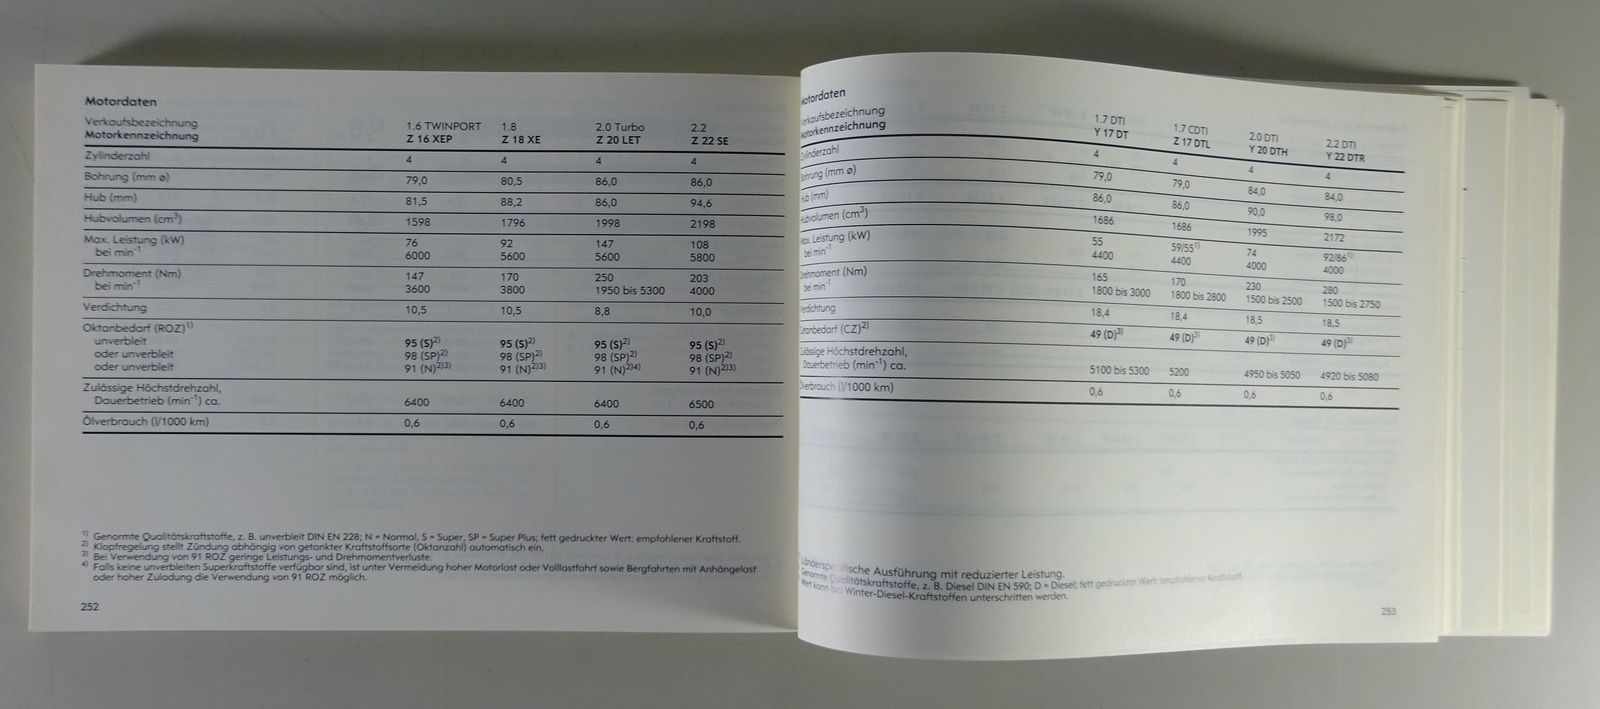 Motordaten
Verkaufsbezeichnung 1.6 TWINPORT 1.8 2.0 Turbo 2.2
Motorkennzeichnung Z 16 XEP Z 18 XE Z 20 LET Z 22 SE
Zylinderzahl 4 4 4 4
Bohrung (mm ø) 79,0 80,5 86,0 86,0
Hub (mm) 81,5 88,2 86,0 94,6
Hubvolumen (cm³) 1598 1796 1998 2198
Max. Leistung (kW) 76 92 147 108
bei min⁻¹ 6000 5600 5600 5800
Drehmoment (Nm) 147 170 250 203
bei min⁻¹ 3600 3800 1950 bis 5300 4000
Verdichtung 10,5 10,5 8,8 10,0
Oktanbedarf (ROZ)¹⁾
unverbleit 95 (S)²⁾ 95 (S)²⁾ 95 (S)²⁾ 95 (S)²⁾
oder unverbleit 98 (SP)²⁾ 98 (SP)²⁾ 98 (SP)²⁾ 98 (SP)²⁾
oder unverbleit 91 (N)²⁾³⁾ 91 (N)²⁾³⁾ 91 (N)²⁾⁴⁾ 91 (N)²⁾³⁾
Zulässige Höchstdrehzahl,
Dauerbetrieb (min⁻¹) ca. 6400 6400 6400 6500
Ölverbrauch (l/1000 km) 0,6 0,6 0,6 0,6
¹⁾ Genormte Qualitätskraftstoffe, z. B. unverbleit DIN EN 228; N = Normal, S = Super, SP = Super Plus; fett gedruckter Wert: empfohlener Kraftstoff.
²⁾ Klopfregelung stellt Zündung abhängig von getankter Kraftstoffsorte (Oktanzahl) automatisch ein.
³⁾ Bei Verwendung von 91 ROZ geringe Leistungs- und Drehmomentverluste.
⁴⁾ Falls keine unverbleiten Superkraftstoffe verfügbar sind, ist unter Vermeidung hoher Motorlast oder Volllastfahrt sowie Bergfahrten mit Anhängelast
oder hoher Zuladung die Verwendung von 91 ROZ möglich.
252
Motordaten
Verkaufsbezeichnung 1.7 DTI 1.7 CDTI 2.0 DTI 2.2 DTI
Motorkennzeichnung Y 17 DT Z 17 DTL Y 20 DTH Y 22 DTR
Zylinderzahl 4 4 4 4
Bohrung (mm ø) 79,0 79,0 84,0 84,0
Hub (mm) 86,0 86,0 90,0 98,0
Hubvolumen (cm³) 1686 1686 1995 2172
Max. Leistung (kW) 55 59/55¹⁾ 74 92/86¹⁾
bei min⁻¹ 4400 4400 4000 4000
Drehmoment (Nm) 165 170 230 280
bei min⁻¹ 1800 bis 3000 1800 bis 2800 1500 bis 2500 1500 bis 2750
Verdichtung 18,4 18,4 18,5 18,5
Cetanbedarf (CZ)²⁾ 49 (D)³⁾ 49 (D)³⁾ 49 (D)³⁾ 49 (D)³⁾
Zulässige Höchstdrehzahl,
Dauerbetrieb (min⁻¹) ca. 5100 bis 5300 5200 4950 bis 5050 4920 bis 5080
Ölverbrauch (l/1000 km) 0,6 0,6 0,6 0,6
Ausführung mit reduzierter Leistung.
Genormte Qualitätskraftstoffe, z. B. Diesel DIN EN 590; D = Diesel; fett gedruckter Wert: empfohlener Kraftstoff.
Wert kann bei Winter-Diesel-Kraftstoffen unterschritten werden.
253